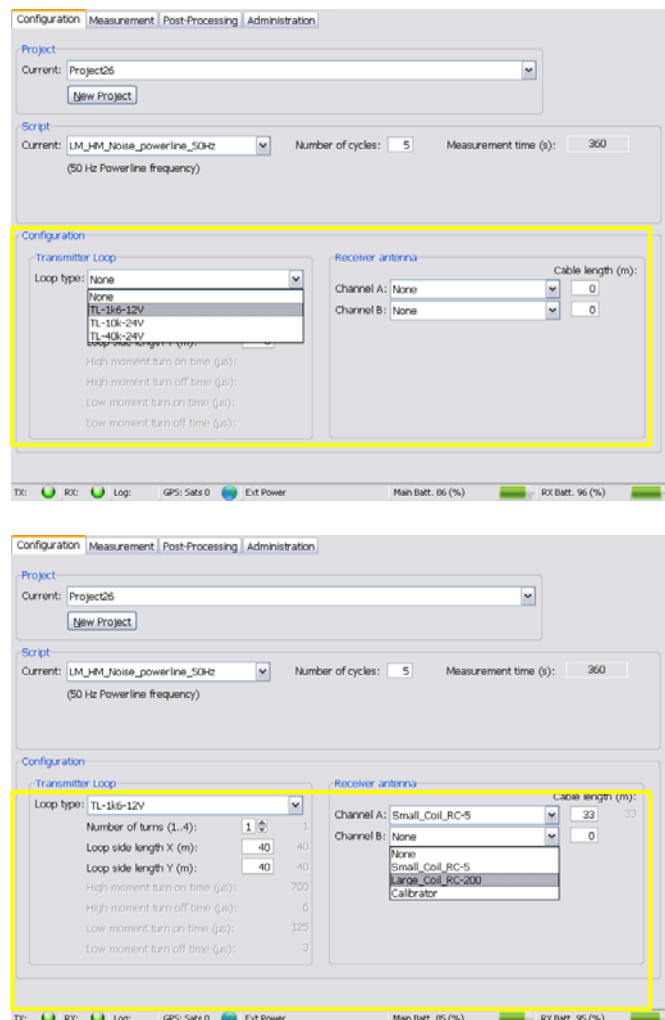 Configuration Measurement Post-Processing Administration
Project
Current: Project26
New Project
Script
Current: LM_HM_Noise_powerline_50Hz Number of cycles: 5 Measurement time (s): 360
(50 Hz Powerline frequency)
Configuration
Transmitter Loop Receiver antenna
Cable length (m):
Loop type: None Channel A: None 0
None Channel B: None 0
TL-1k6-12V
TL-10k-24V
TL-40k-24V
Loop side length Y (m):
High moment turn on time (µs):
High moment turn off time (µs):
Low moment turn on time (µs):
Low moment turn off time (µs):
TX: RX: Log: GPS: Sats 0 Ext Power Main Batt. 86 (%) RX Batt. 96 (%)
Configuration Measurement Post-Processing Administration
Project
Current: Project26
New Project
Script
Current: LM_HM_Noise_powerline_50Hz Number of cycles: 5 Measurement time (s): 360
(50 Hz Powerline frequency)
Configuration
Transmitter Loop Receiver antenna
Cable length (m):
Loop type: TL-1k6-12V Channel A: Small_Coil_RC-5 33 33
Number of turns (1..4): 1 1 Channel B: None 0
Loop side length X (m): 40 40 None
Loop side length Y (m): 40 40 Small_Coil_RC-5
High moment turn on time (µs): 700 Large_Coil_RC-200
High moment turn off time (µs): 6 Calibrator
Low moment turn on time (µs): 125
Low moment turn off time (µs): 3
TX: RX: Log: GPS: Sats 0 Ext Power Main Batt. 85 (%) RX Batt. 95 (%)